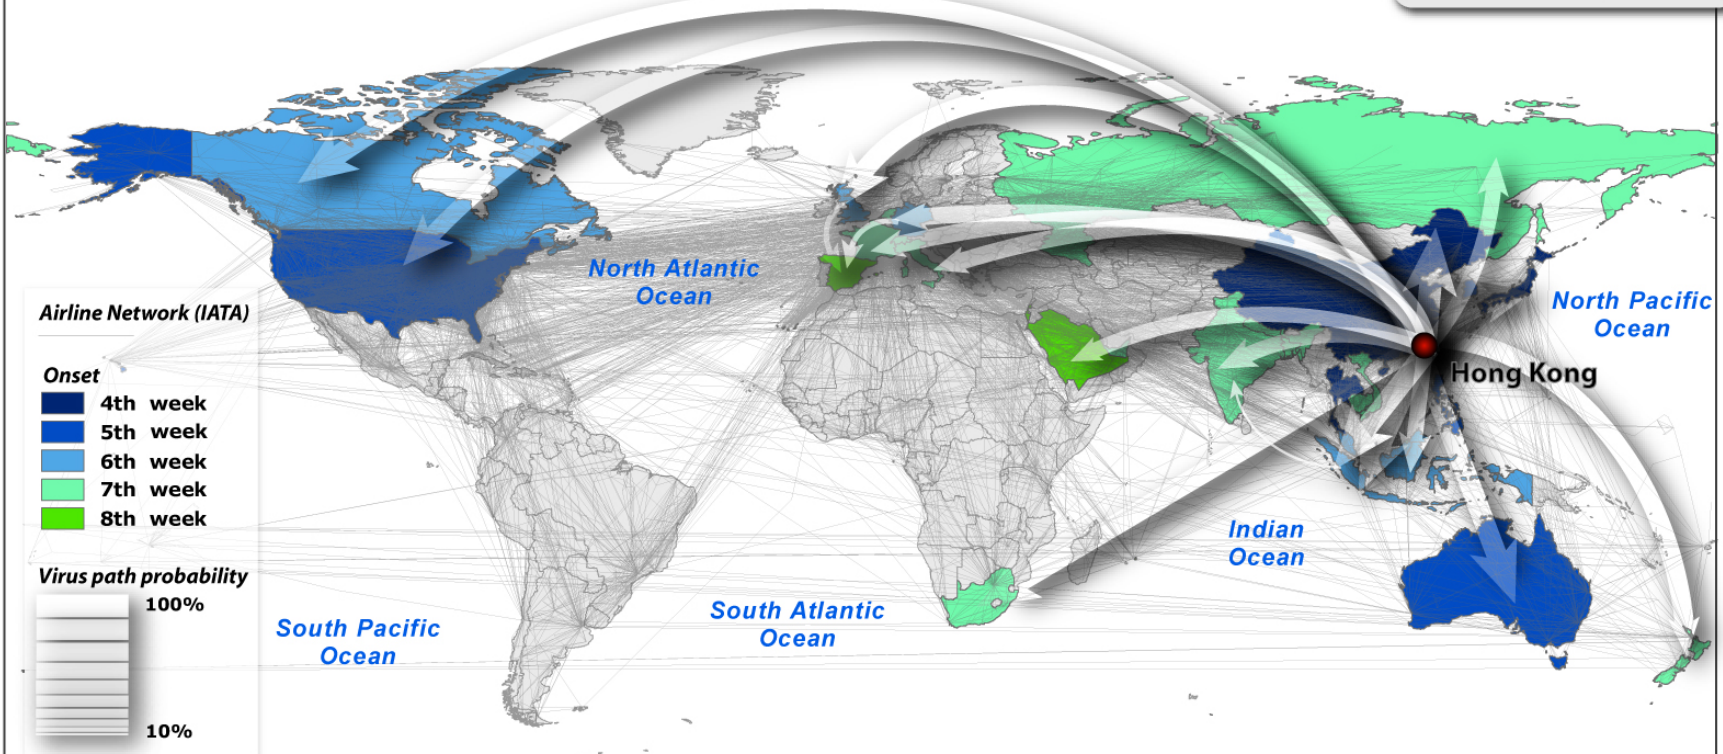 North Atlantic
Ocean
North Pacific
Ocean
Airline Network (IATA)
Onset
4th week
5th week
6th week
7th week
8th week
Hong Kong
Indian
Ocean
Virus path probability
100%
10%
South Pacific
Ocean
South Atlantic
Ocean